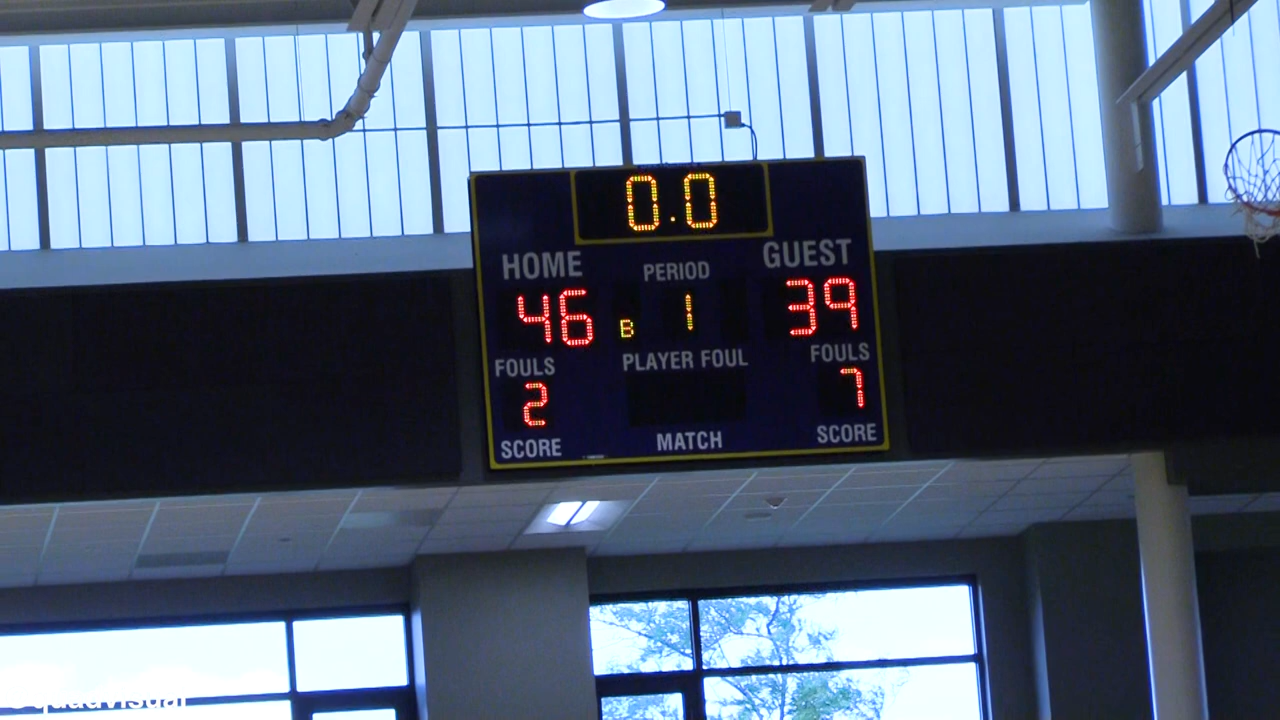 0.0
HOME PERIOD GUEST
46 B 1 39
FOULS PLAYER FOUL FOULS
2 7
SCORE MATCH SCORE